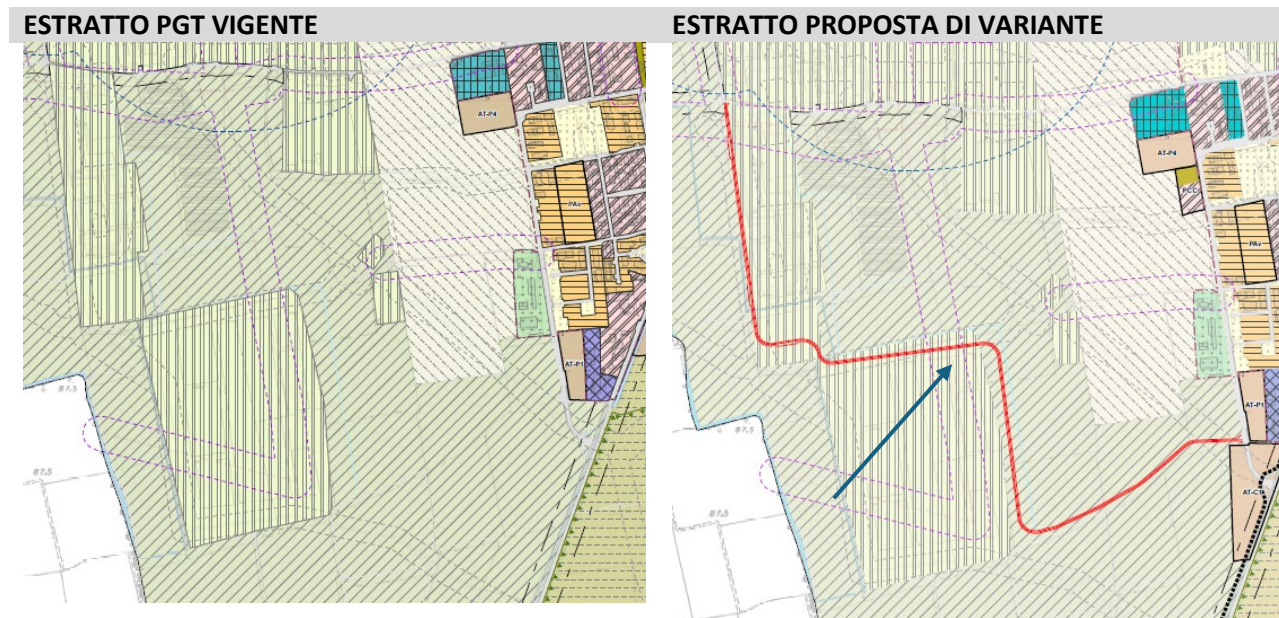 ESTRATTO PGT VIGENTE
AT-P4
PAv
AT-P1
87.5
87.5
ESTRATTO PROPOSTA DI VARIANTE
AT-P4
PCC
PAv
AT-P1
87.5
87.5
AT-C1